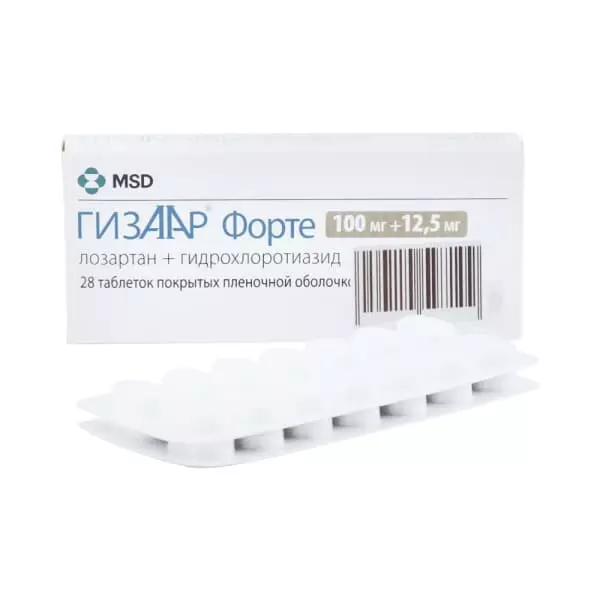 MSD
ГИЗААР® Форте 100 мг + 12,5 мг
лозартан + гидрохлоротиазид
28 таблеток покрытых пленочной оболочко